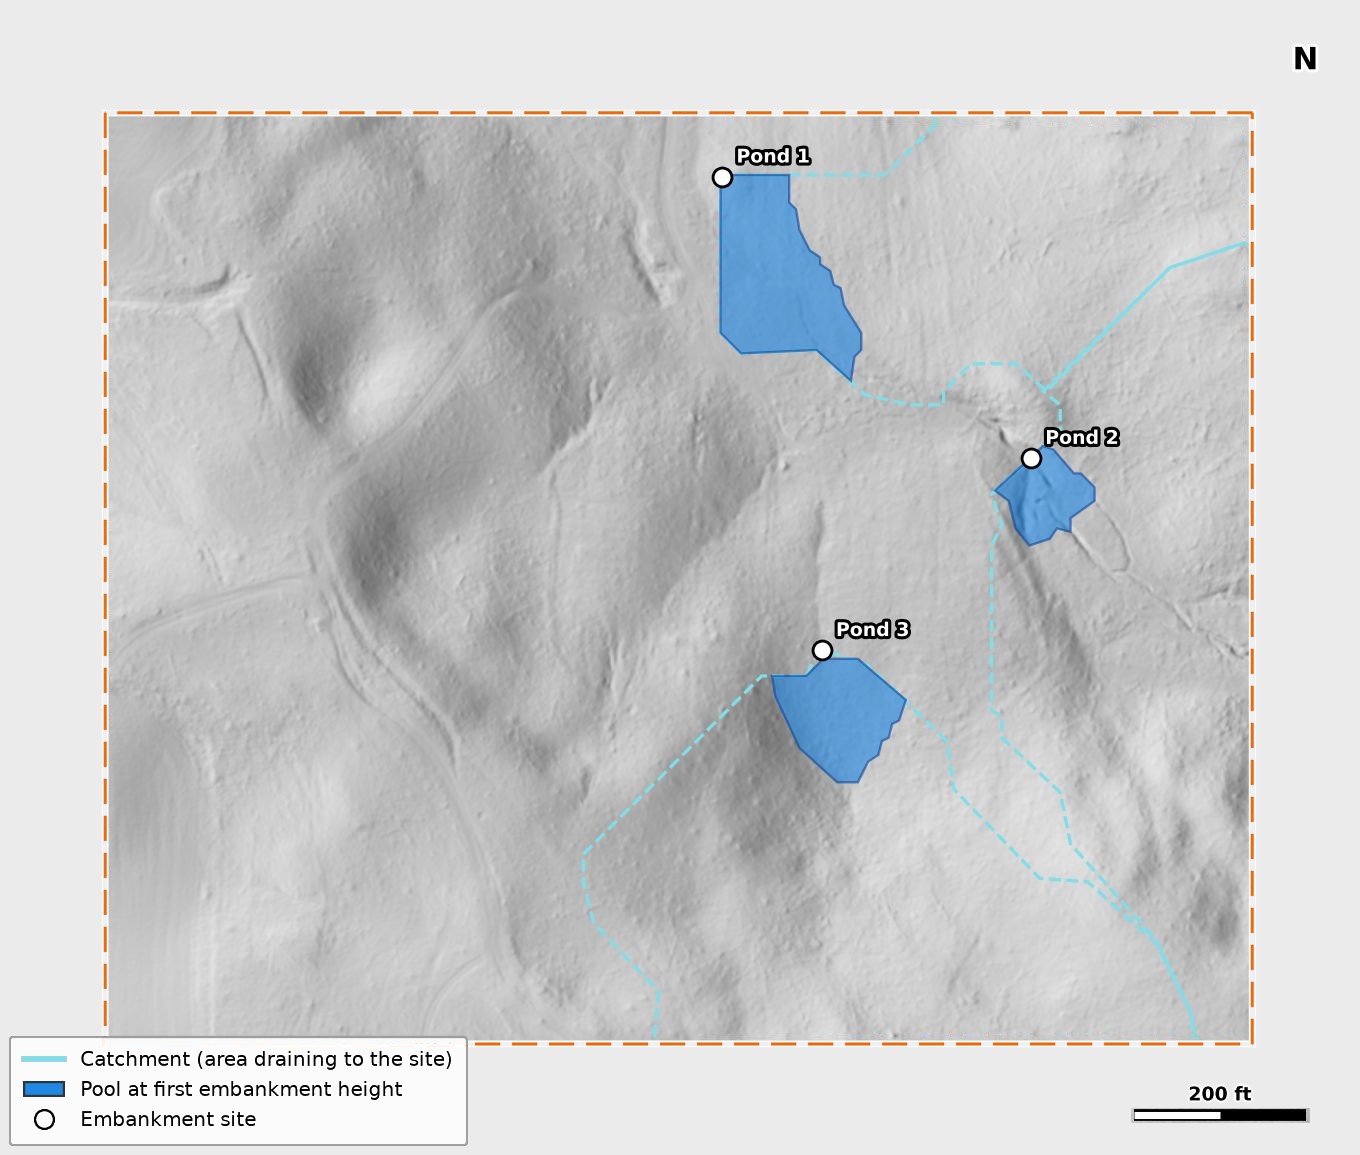 N
Pond 1
Pond 2
Pond 3
Catchment (area draining to the site)
Pool at first embankment height
Embankment site
200 ft